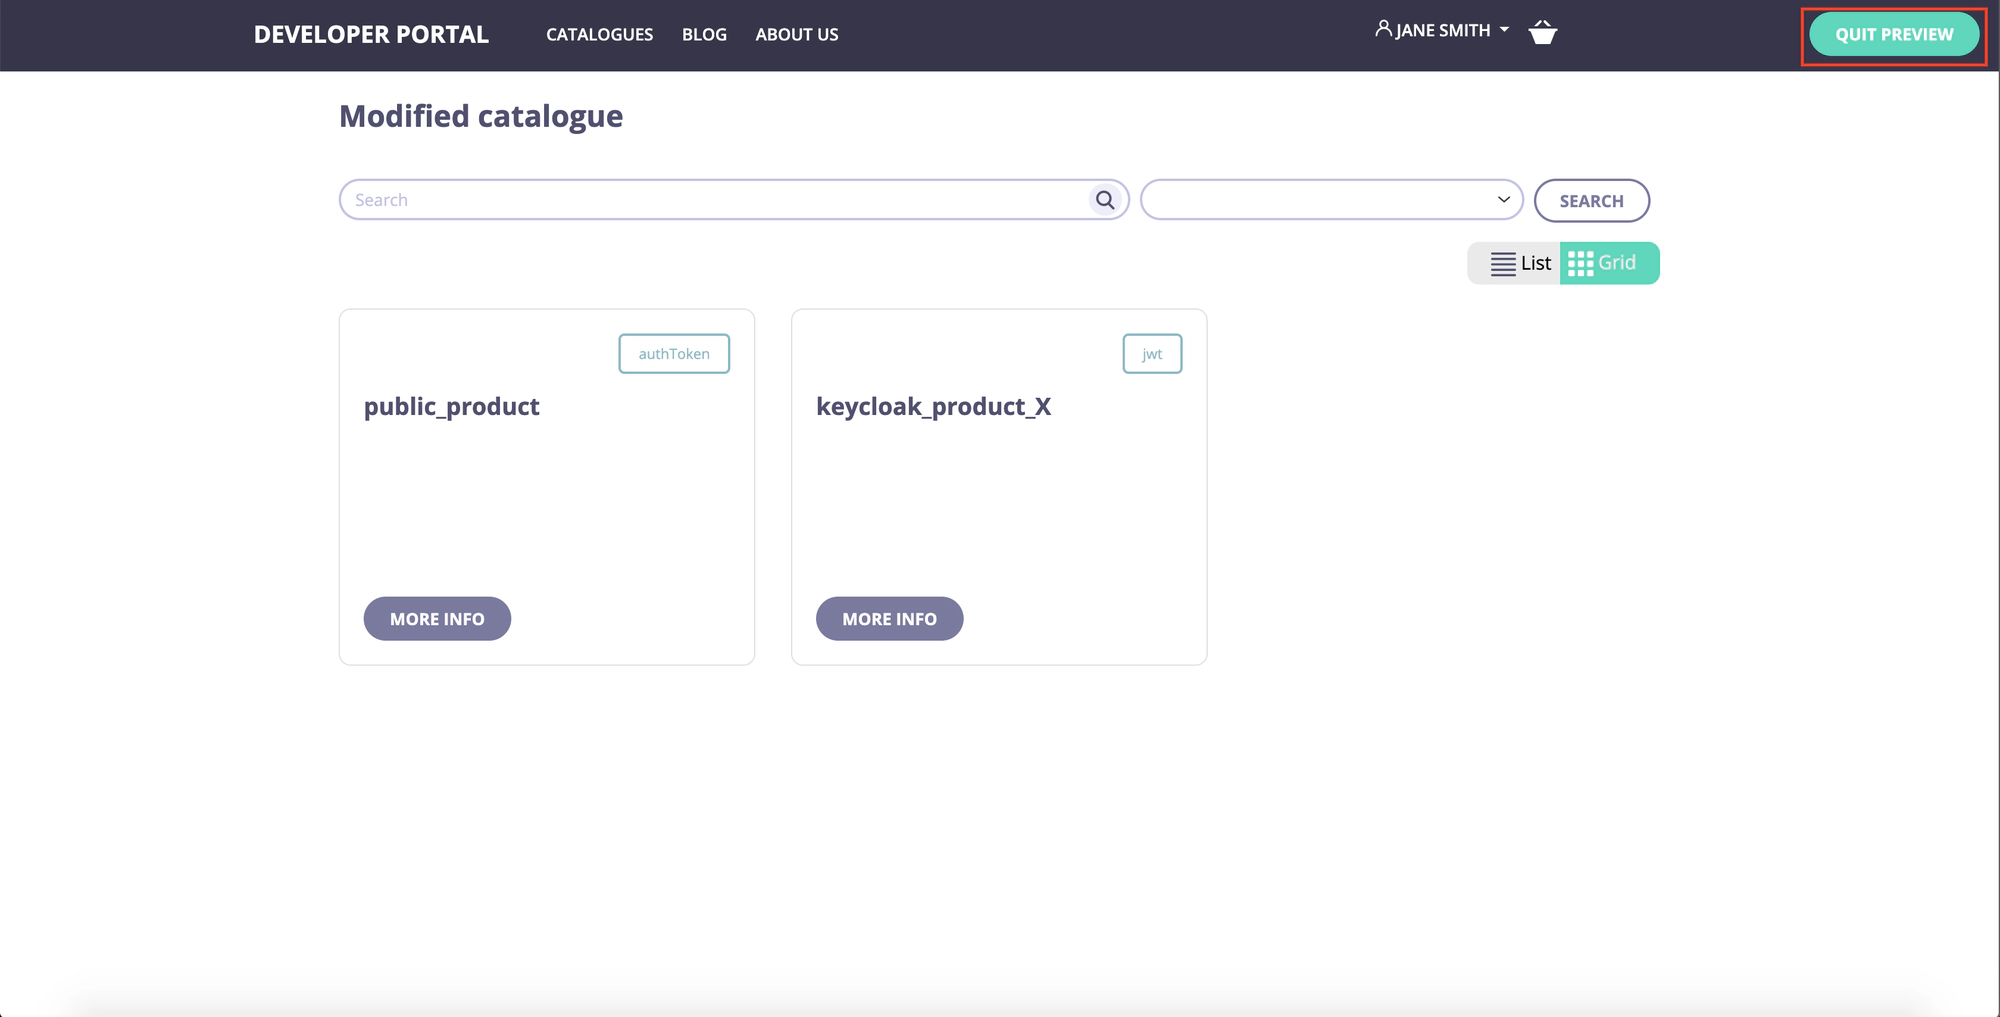 DEVELOPER PORTAL CATALOGUES BLOG ABOUT US JANE SMITH QUIT PREVIEW
Modified catalogue
Search SEARCH
List Grid
authToken jwt
public_product keycloak_product_X
MORE INFO MORE INFO